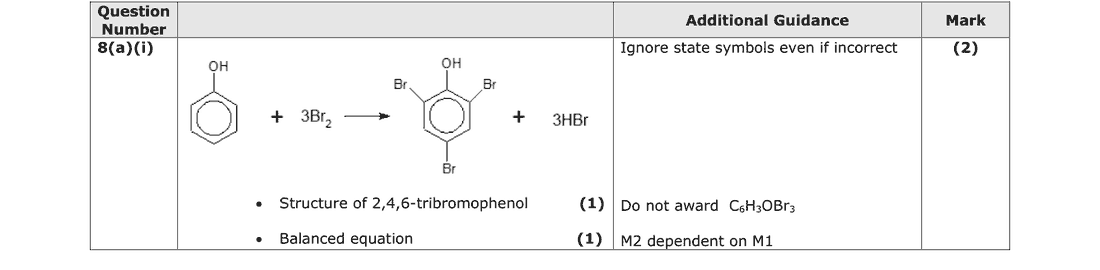 Question Number Additional Guidance Mark
8(a)(i) Ignore state symbols even if incorrect (2)
OH OH
Br Br
+ 3Br₂ + 3HBr
Br
• Structure of 2,4,6-tribromophenol (1) Do not award C₆H₃OBr₃
• Balanced equation (1) M2 dependent on M1